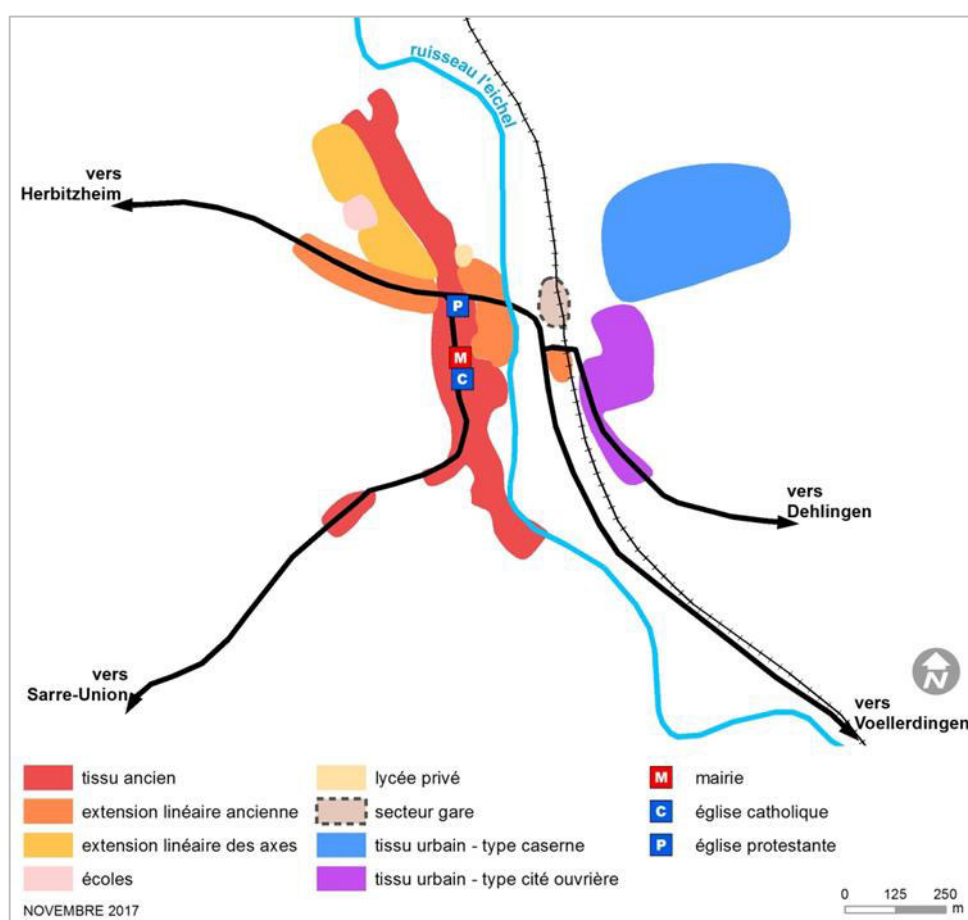 ruisseau l'eichel
vers
Herbitzheim
P
M
C
vers
Dehlingen
vers
Sarre-Union
N
vers
Voellerdingen
tissu ancien
extension linéaire ancienne
extension linéaire des axes
écoles
lycée privé
secteur gare
tissu urbain - type caserne
tissu urbain - type cité ouvrière
M mairie
C église catholique
P église protestante
NOVEMBRE 2017
0 125 250
m